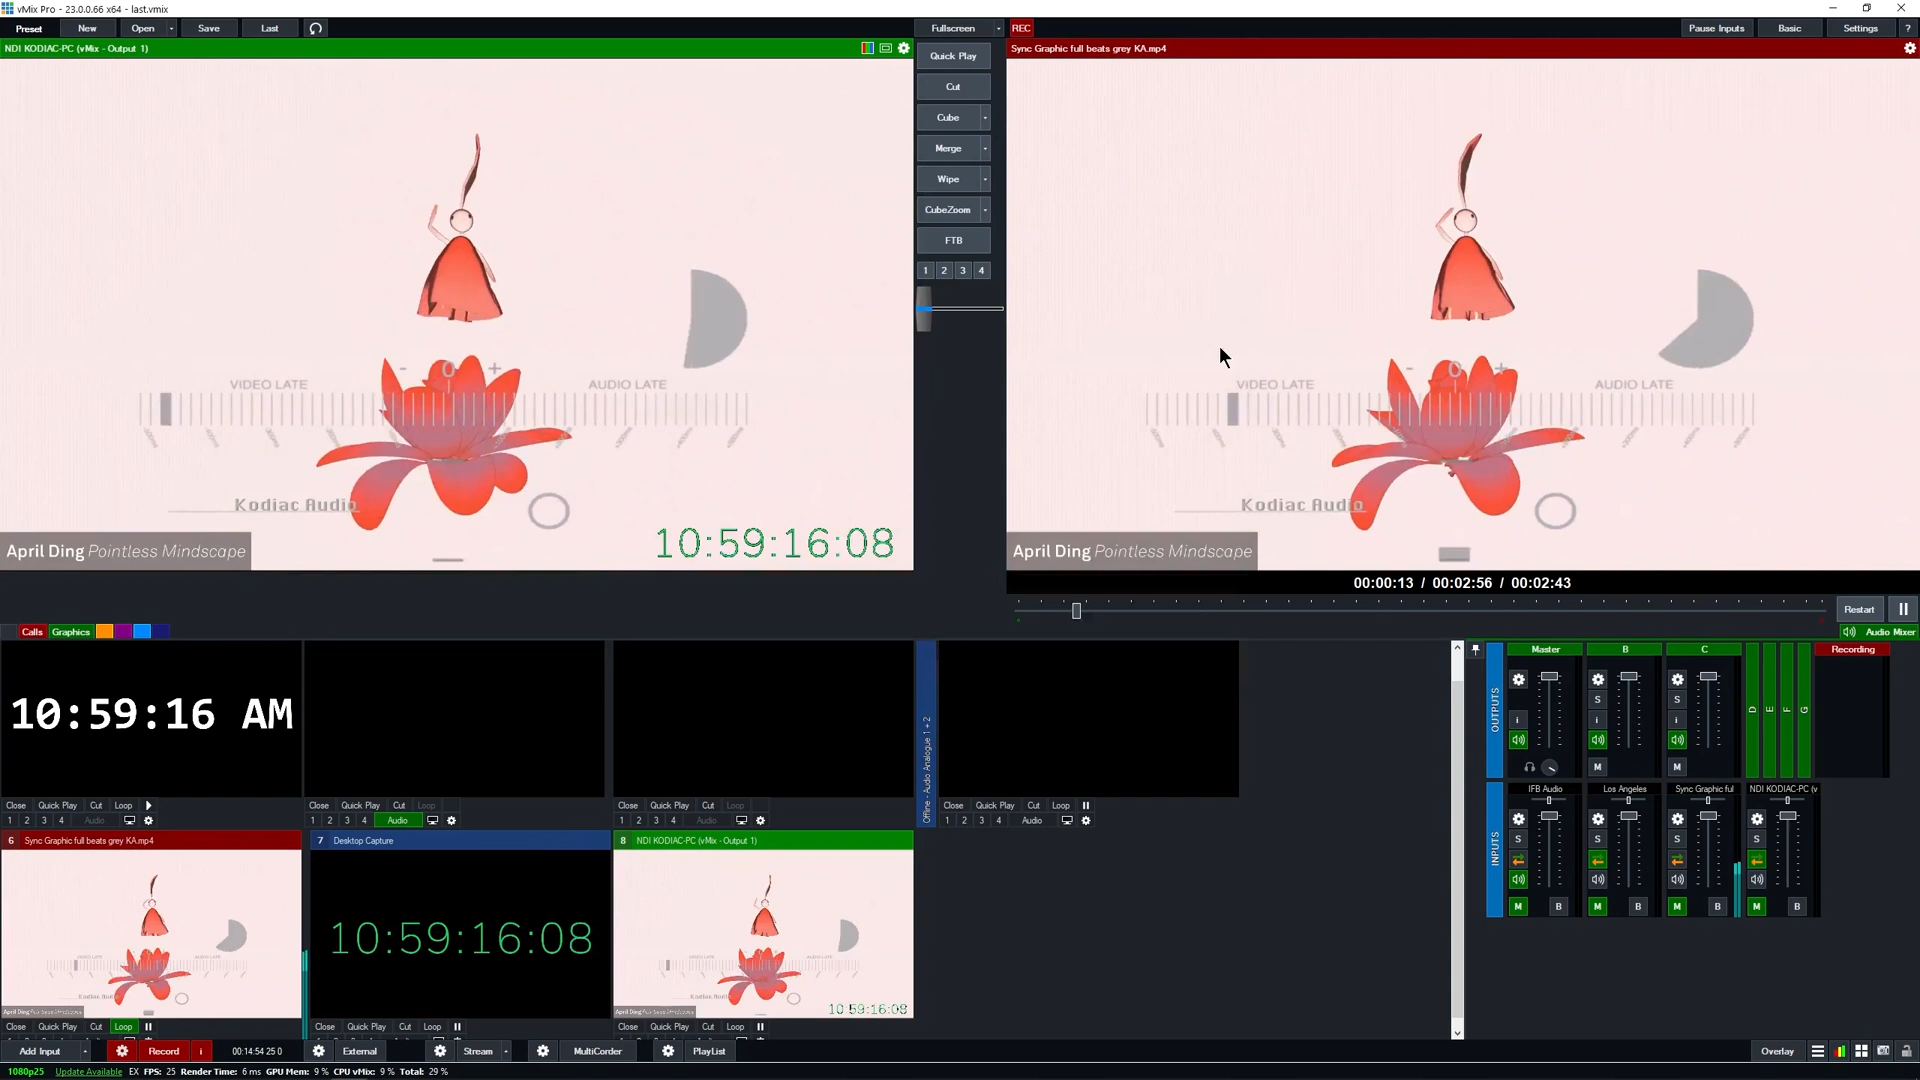 vMix Pro - 23.0.0.66 x64 - last.vmix
Preset New Open Save Last Fullscreen REC Pause Inputs Basic Settings ?
NDI KODIAC-PC (vMix - Output 1)
VIDEO LATE - 0 + AUDIO LATE
Kodiac Audio
April Ding Pointless Mindscape
10:59:16:08
Quick Play
Cut
Cube
Merge
Wipe
CubeZoom
FTB
1 2 3 4
Sync Graphic full beats grey KA.mp4
VIDEO LATE - 0 + AUDIO LATE
Kodiac Audio
April Ding Pointless Mindscape
00:00:13 / 00:02:56 / 00:02:43
Restart
Calls Graphics
Audio Mixer
10:59:16 AM
Close Quick Play Cut Loop
1 2 3 4 Audio
Close Quick Play Cut Loop
1 2 3 4 Audio
Close Quick Play Cut Loop
1 2 3 4 Audio
Offline - Audio Analogue 1 + 2
Close Quick Play Cut Loop
1 2 3 4 Audio
6 Sync Graphic full beats grey KA.mp4
April Ding Pointless Mindscape
Close Quick Play Cut Loop
7 Desktop Capture
10:59:16:08
Close Quick Play Cut Loop
8 NDI KODIAC-PC (vMix - Output 1)
April Ding Pointless Mindscape
10:59:16:08
Close Quick Play Cut Loop
OUTPUTS
Master B C D E F G Recording
S S
i i i
M M
INPUTS
IFB Audio Los Angeles Sync Graphic ful NDI KODIAC-PC (v
S S S S
M B M B M B M B
Add Input Record i 00:14:54 25 0 External Stream MultiCorder PlayList Overlay
1080p25 Update Available EX FPS: 25 Render Time: 6 ms GPU Mem: 9 % CPU vMix: 9 % Total: 29 %